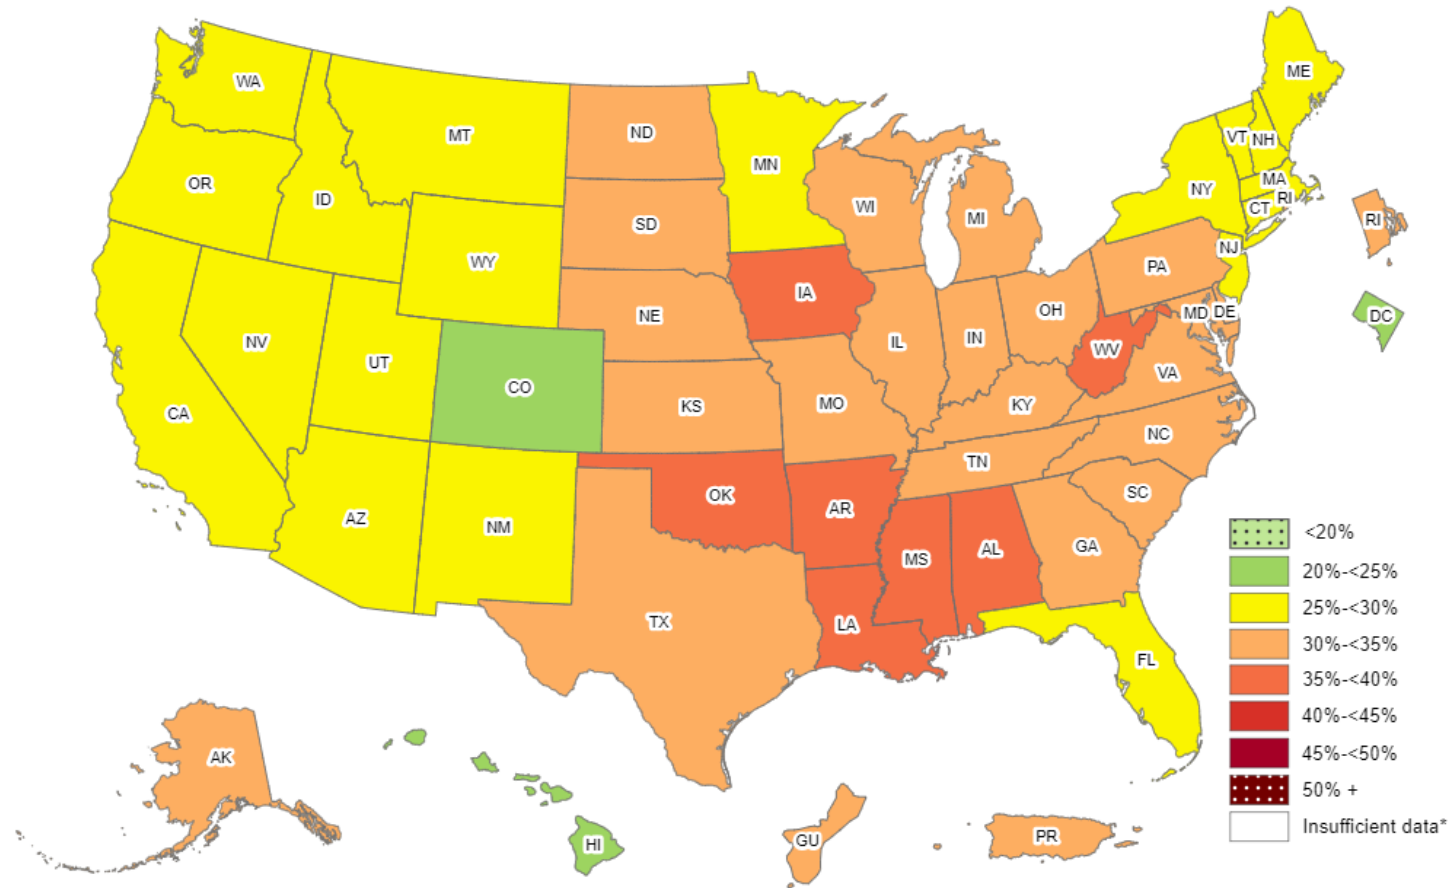 ME
WA
MT
ND
VT
NH
MN
OR
ID
MA
NY
RI
CT
WI
MI
SD
RI
NJ
WY
PA
IA
NE
OH
MD
DE
DC
NV
IL
IN
WV
UT
VA
CO
KS
MO
KY
CA
NC
TN
SC
OK
AR
AZ
NM
GA
AL
MS
TX
LA
FL
AK
HI
GU
PR
<20%
20%-<25%
25%-<30%
30%-<35%
35%-<40%
40%-<45%
45%-<50%
50% +
Insufficient data*